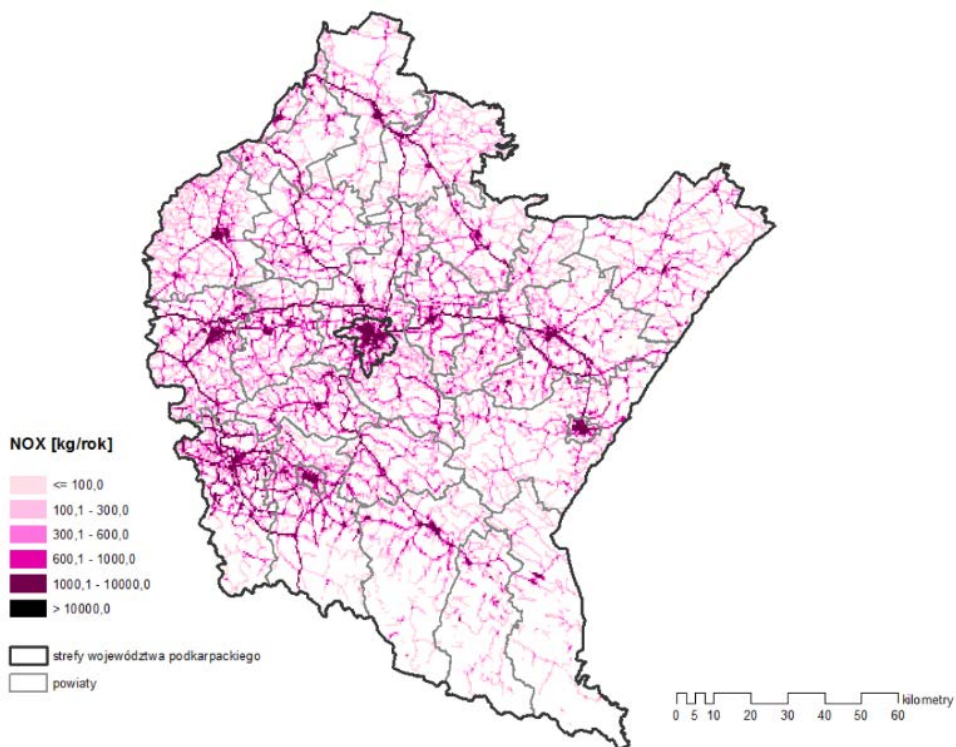 NOX [kg/rok]
<= 100,0
100,1 - 300,0
300,1 - 600,0
600,1 - 1000,0
1000,1 - 10000,0
> 10000,0
strefy województwa podkarpackiego
powiaty
kilometry
0 5 10 20 30 40 50 60